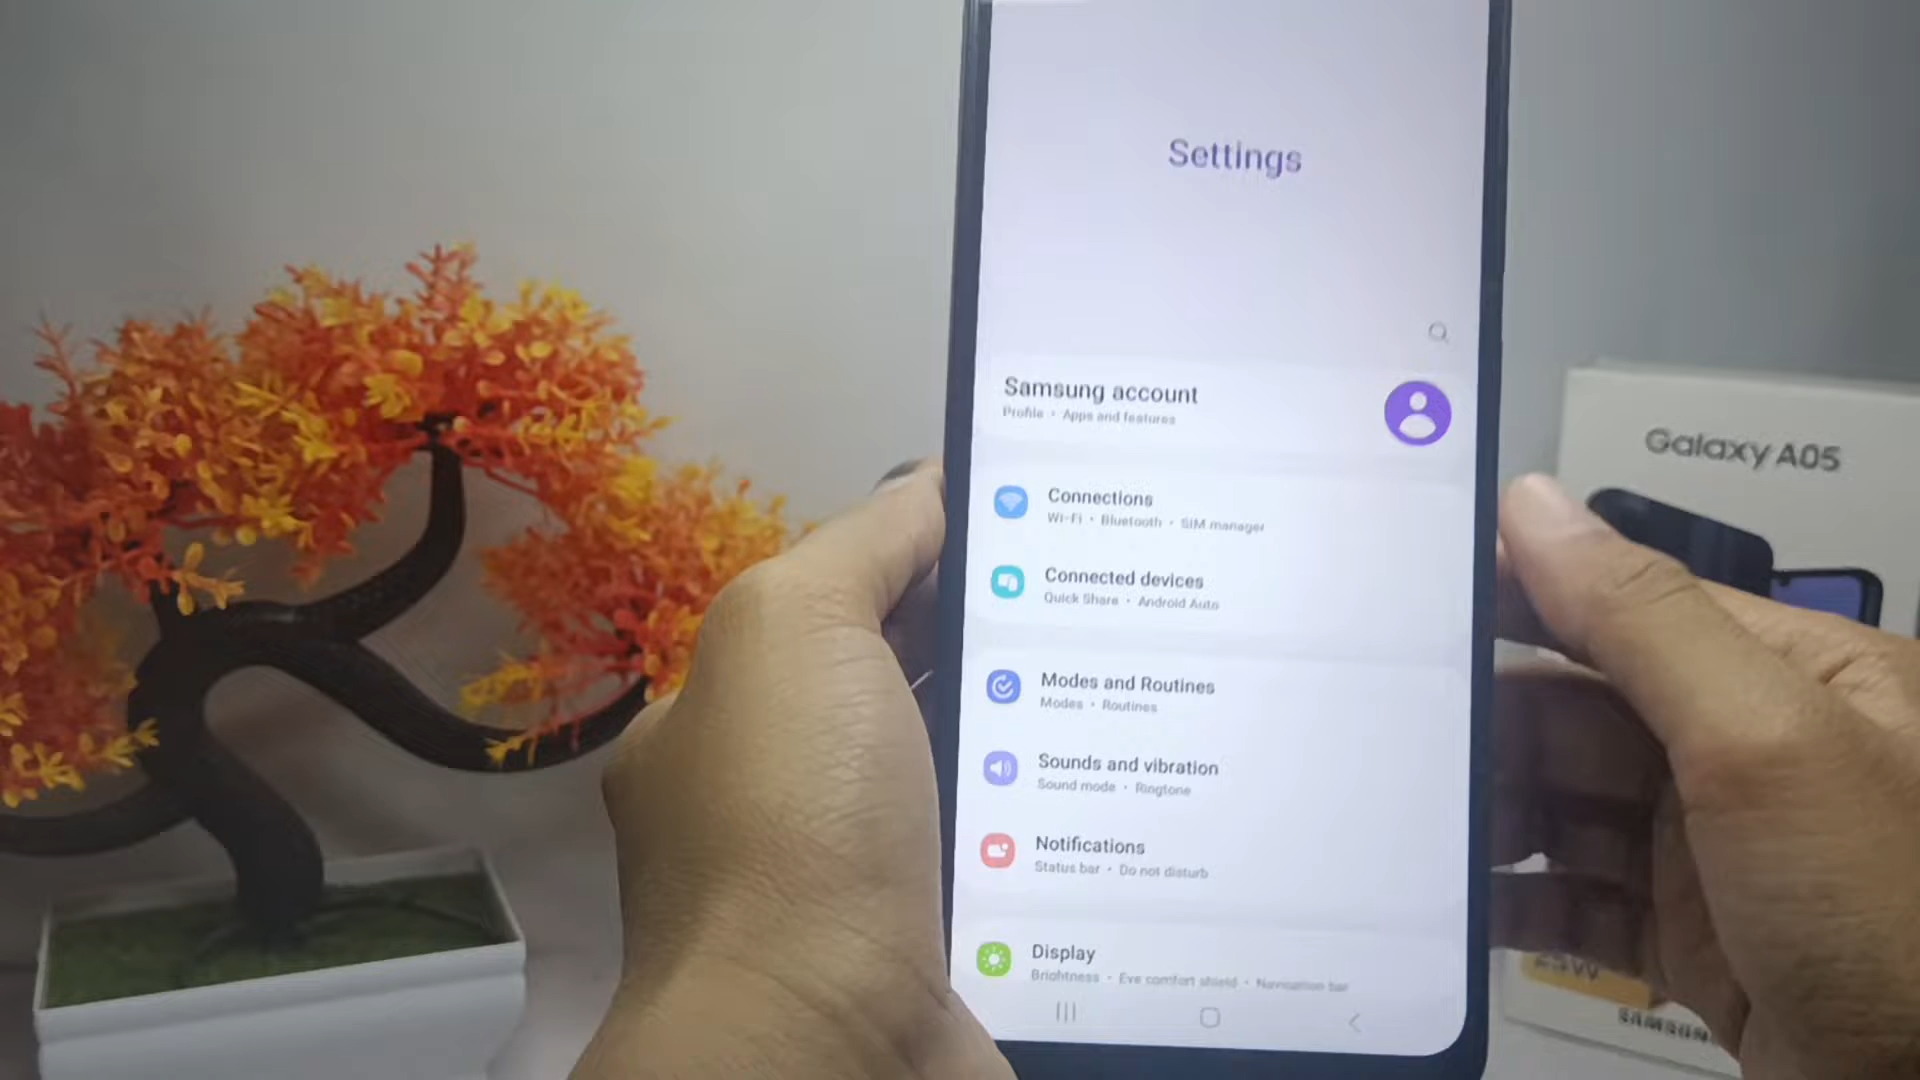 Settings
Samsung account
Profile • Apps and features
Connections
Wi-Fi • Bluetooth • SIM manager
Connected devices
Quick Share • Android Auto
Modes and Routines
Modes • Routines
Sounds and vibration
Sound mode • Ringtone
Notifications
Status bar • Do not disturb
Display
Brightness • Eye comfort shield • Navigation bar
Galaxy A05
25W
SAMSUN